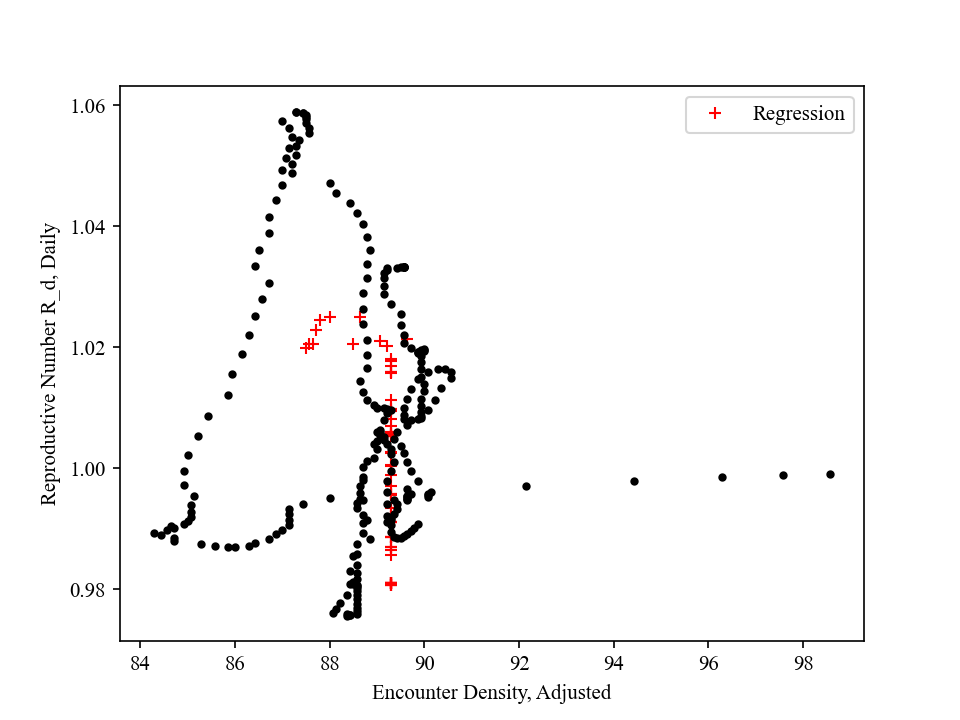 Regression
1.06
1.04
1.02
1.00
0.98
Reproductive Number R_d, Daily
84 86 88 90 92 94 96 98
Encounter Density, Adjusted